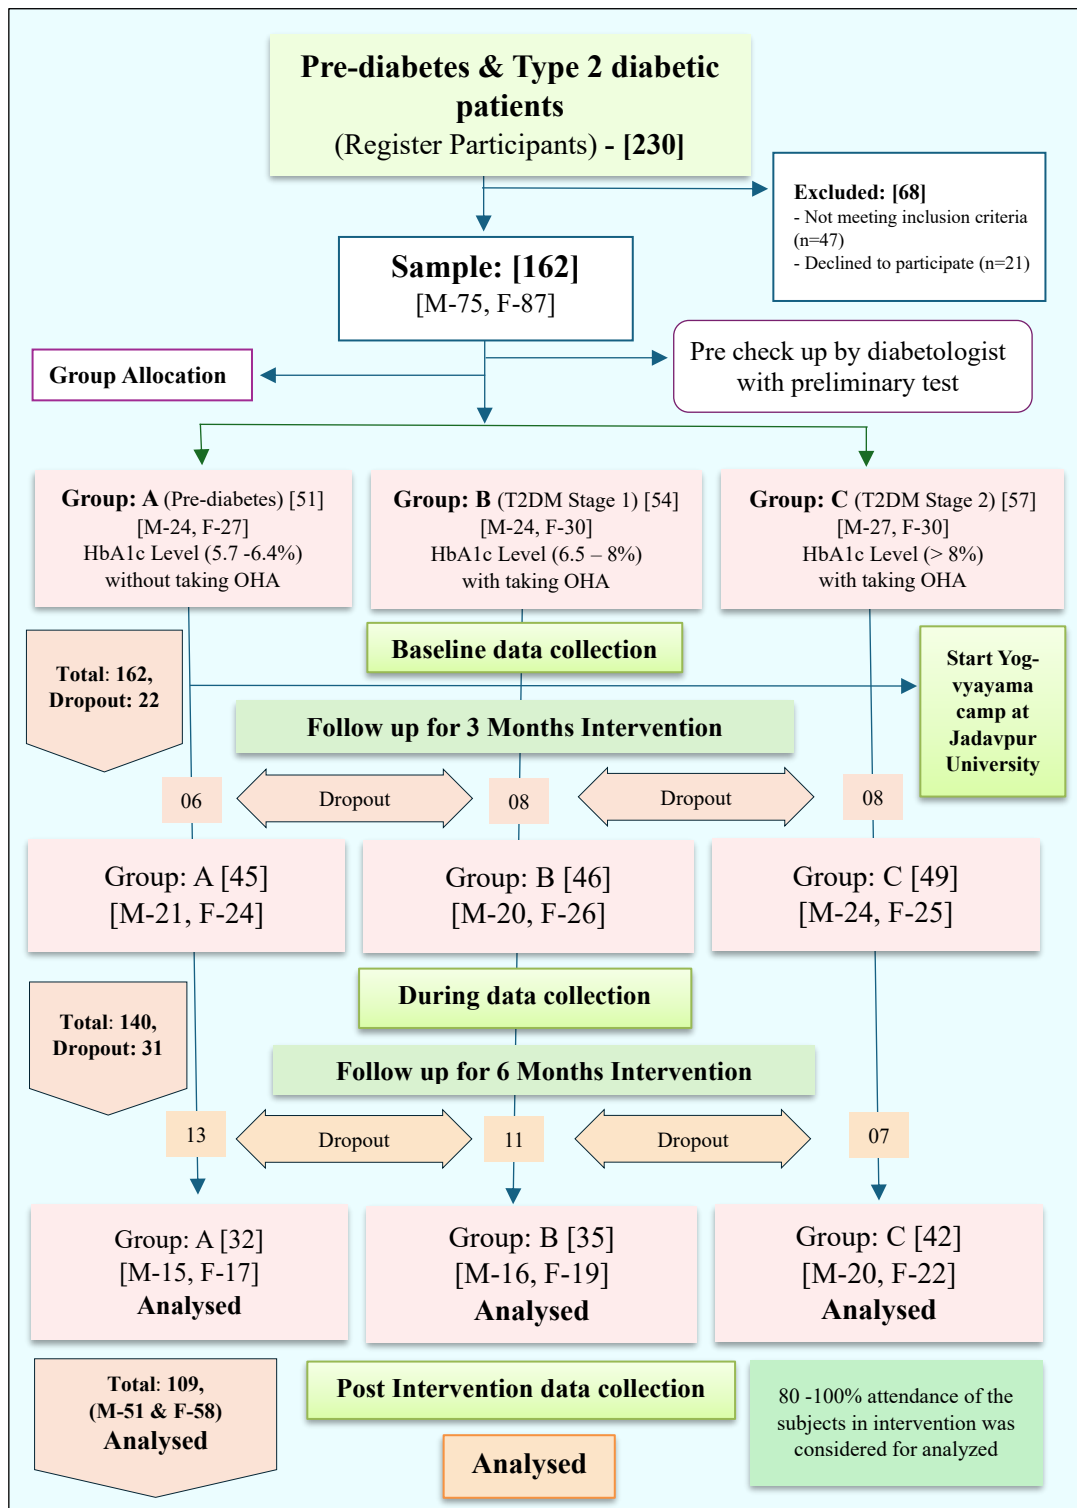 Pre-diabetes & Type 2 diabetic
patients
(Register Participants) - [230]
Excluded: [68]
- Not meeting inclusion criteria
(n=47)
- Declined to participate (n=21)
Sample: [162]
[M-75, F-87]
Group Allocation
Pre check up by diabetologist
with preliminary test
Group: A (Pre-diabetes) [51]
[M-24, F-27]
HbA1c Level (5.7 -6.4%)
without taking OHA
Group: B (T2DM Stage 1) [54]
[M-24, F-30]
HbA1c Level (6.5 – 8%)
with taking OHA
Group: C (T2DM Stage 2) [57]
[M-27, F-30]
HbA1c Level (> 8%)
with taking OHA
Total: 162,
Dropout: 22
Baseline data collection
Start Yog-
vyayama
camp at
Jadavpur
University
Follow up for 3 Months Intervention
06
Dropout
08
Dropout
08
Group: A [45]
[M-21, F-24]
Group: B [46]
[M-20, F-26]
Group: C [49]
[M-24, F-25]
Total: 140,
Dropout: 31
During data collection
Follow up for 6 Months Intervention
13
Dropout
11
Dropout
07
Group: A [32]
[M-15, F-17]
Analysed
Group: B [35]
[M-16, F-19]
Analysed
Group: C [42]
[M-20, F-22]
Analysed
Total: 109,
(M-51 & F-58)
Analysed
Post Intervention data collection
Analysed
80 -100% attendance of the
subjects in intervention was
considered for analyzed